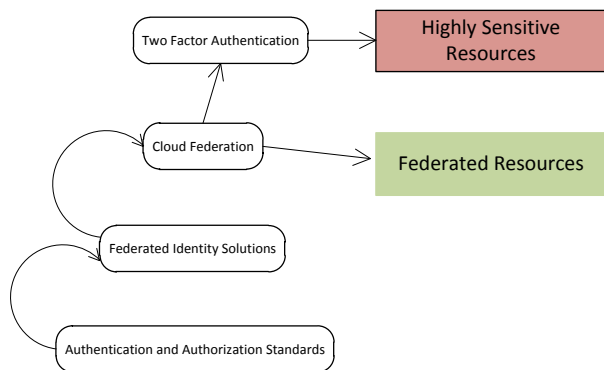 Two Factor Authentication
Highly Sensitive
Resources
Cloud Federation
Federated Resources
Federated Identity Solutions
Authentication and Authorization Standards